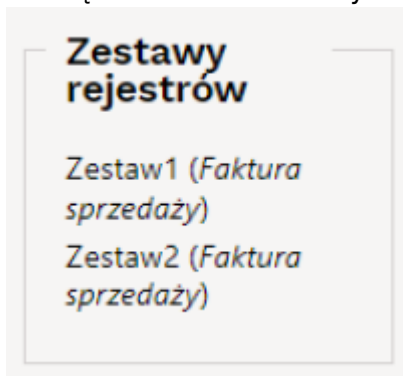 Zestawy
rejestrów
Zestaw1 (Faktura
sprzedaży)
Zestaw2 (Faktura
sprzedaży)